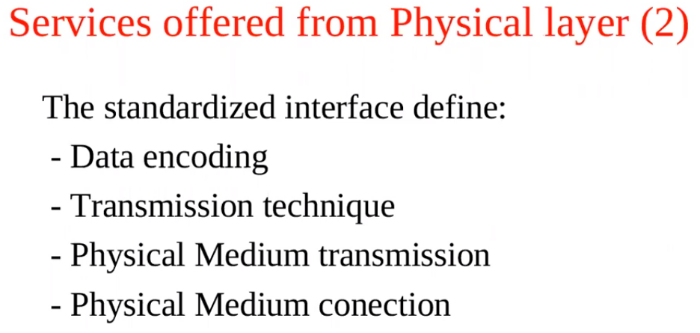 Services offered from Physical layer (2)
The standardized interface define:
- Data encoding
- Transmission technique
- Physical Medium transmission
- Physical Medium conection